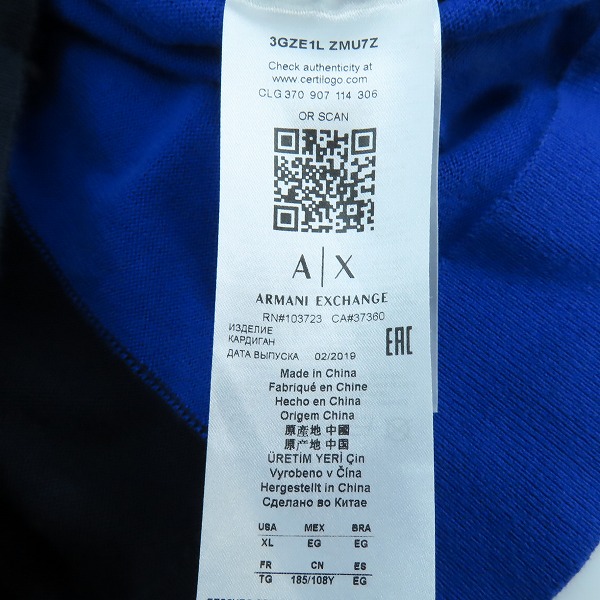 3GZE1L ZMU7Z
Check authenticity at
www.certilogo.com
CLG 370 907 114 306
OR SCAN
A|X
ARMANI EXCHANGE
RN#103723 CA#37360
ИЗДЕЛИЕ
КАРДИГАН
ДАТА ВЫПУСКА 02/2019
EAC
Made in China
Fabriqué en Chine
Hecho en China
Origem China
原產地 中國
原产地 中国
ÜRETİM YERİ Çin
Vyrobeno v Čína
Hergestellt in China
Сделано во Китае
USA MEX BRA
XL EG EG
FR CN ES
TG 185/108Y EG